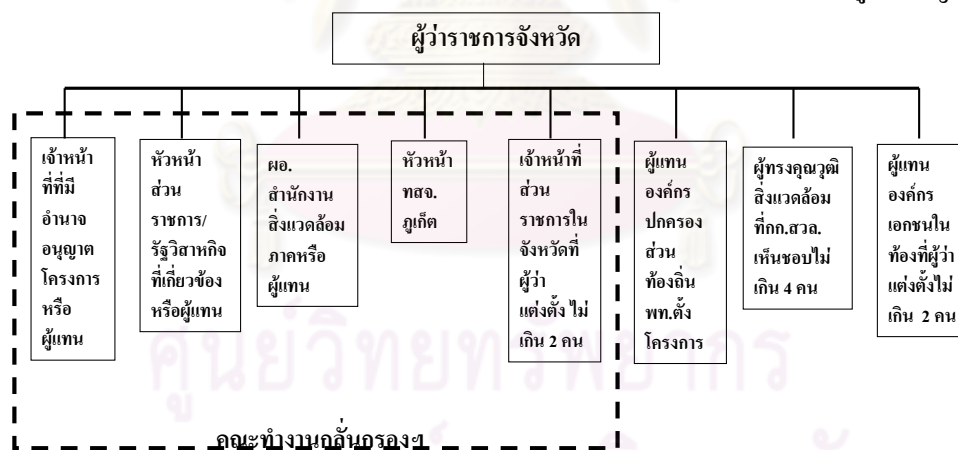 ผู้ว่าราชการจังหวัด
เจ้าหน้า
ที่ที่มี
อำนาจ
อนุญาต
โครงการ
หรือ
ผู้แทน
หัวหน้า
ส่วน
ราชการ/
รัฐวิสาหกิจ
ที่เกี่ยวข้อง
หรือผู้แทน
ผอ.
สำนักงาน
สิ่งแวดล้อม
ภาคหรือ
ผู้แทน
หัวหน้า
ทสจ.
ภูเก็ต
เจ้าหน้าที่
ส่วน
ราชการใน
จังหวัดที่
ผู้ว่า
แต่งตั้ง ไม่
เกิน 2 คน
ผู้แทน
องค์กร
ปกครอง
ส่วน
ท้องถิ่น
พท.ตั้ง
โครงการ
ผู้ทรงคุณวุฒิ
สิ่งแวดล้อม
ที่กก.สวล.
เห็นชอบไม่
เกิน 4 คน
ผู้แทน
องค์กร
เอกชนใน
ท้องที่ผู้ว่า
แต่งตั้งไม่
เกิน 2 คน
ศูนย์วิทยทรัพยากร
คณะทำงานกลั่นกรองฯ